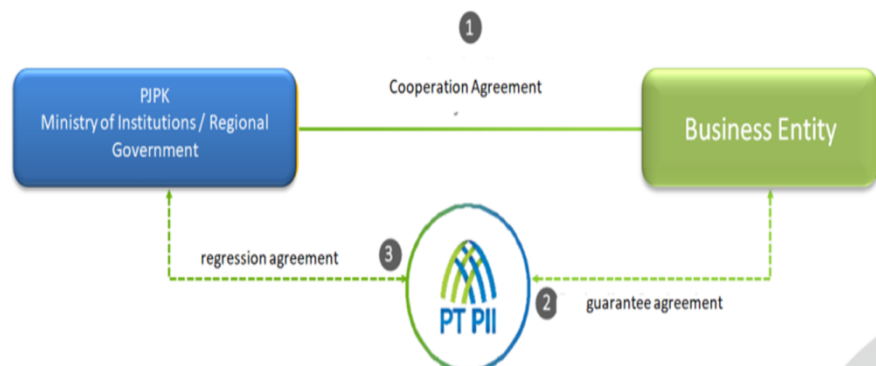 1
PJPK
Ministry of Institutions / Regional
Government
Cooperation Agreement
Business Entity
regression agreement
3
PT PII
2
guarantee agreement